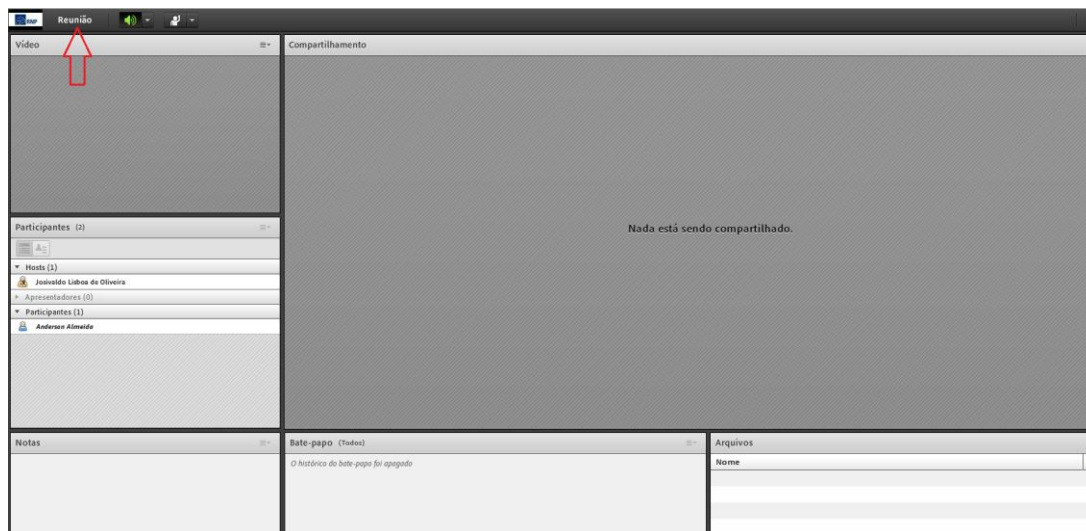 RNP
Reunião
Vídeo
Compartilhamento
Nada está sendo compartilhado.
Participantes (2)
Hosts (1)
Josivaldo Lisboa de Oliveira
Apresentadores (0)
Participantes (1)
Anderson Almeida
Notas
Bate-papo (Todos)
O histórico do bate-papo foi apagado
Arquivos
Nome